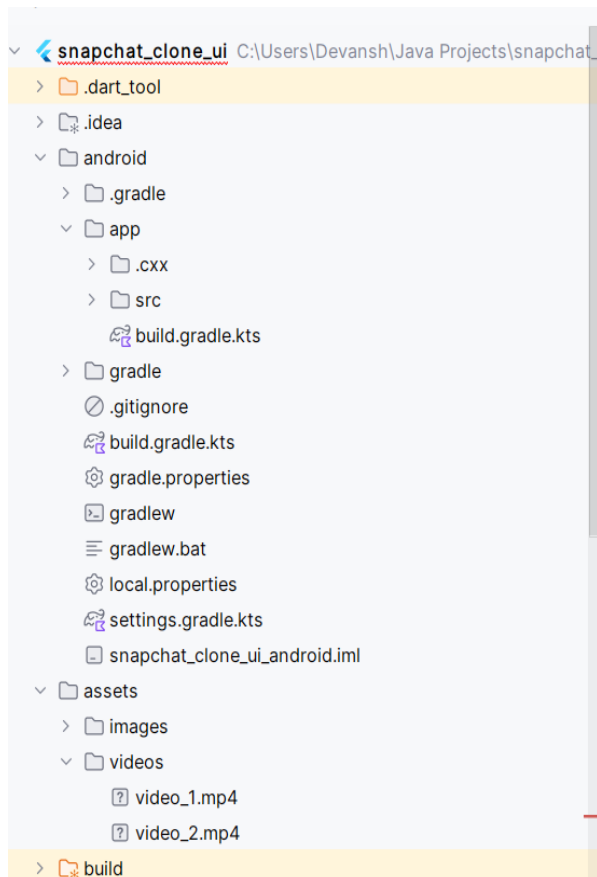 snapchat_clone_ui C:\Users\Devansh\Java Projects\snapchat_
.dart_tool
.idea
android
.gradle
app
.cxx
src
build.gradle.kts
gradle
.gitignore
build.gradle.kts
gradle.properties
gradlew
gradlew.bat
local.properties
settings.gradle.kts
snapchat_clone_ui_android.iml
assets
images
videos
video_1.mp4
video_2.mp4
build